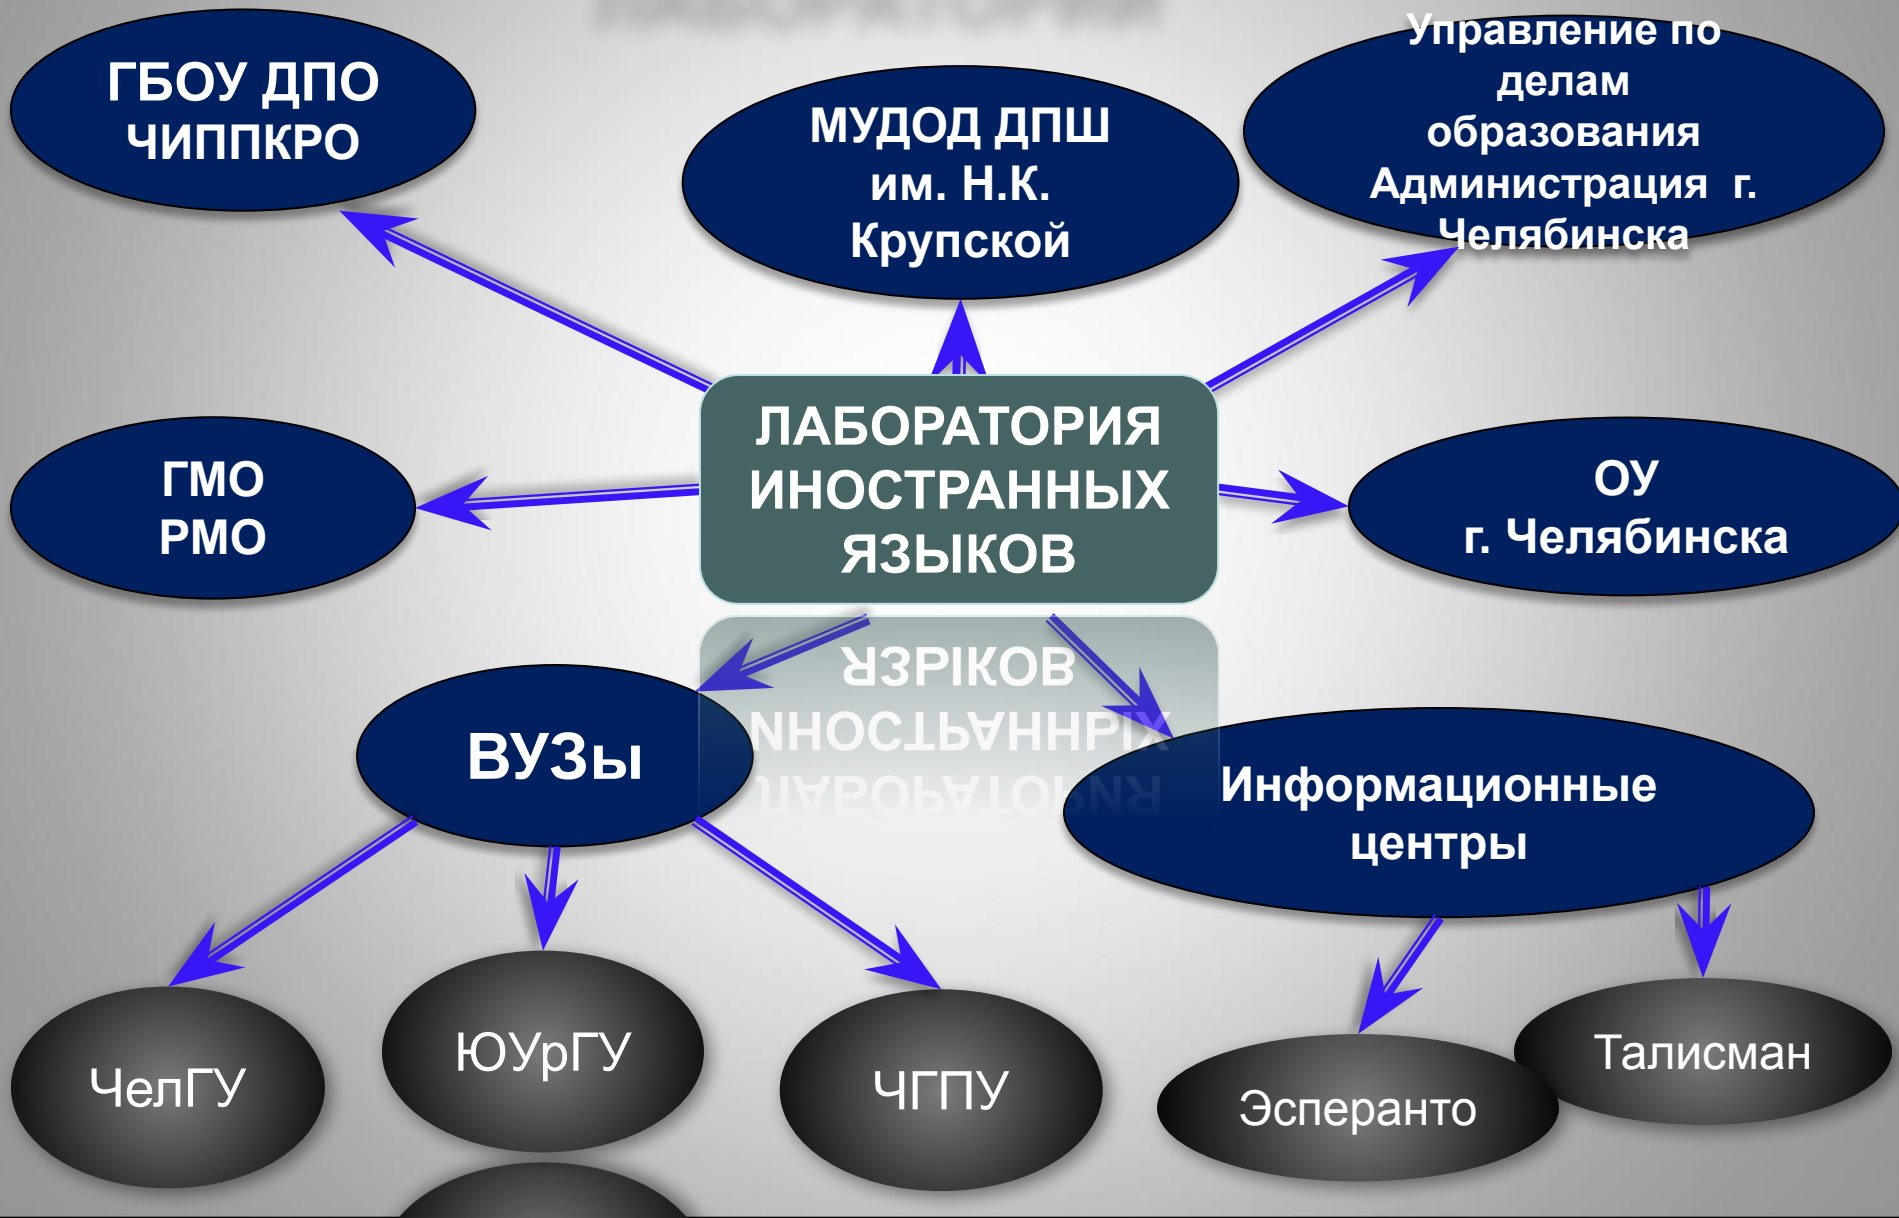 ГБОУ ДПО
ЧИППКРО
МУДОД ДПШ
им. Н.К.
Крупской
Управление по
делам
образования
Администрация г.
Челябинска
ЛАБОРАТОРИЯ
ИНОСТРАННЫХ
ЯЗЫКОВ
ГМО
РМО
ОУ
г. Челябинска
ВУЗы
Информационные
центры
ЧелГУ
ЮУрГУ
ЧГПУ
Эсперанто
Талисман